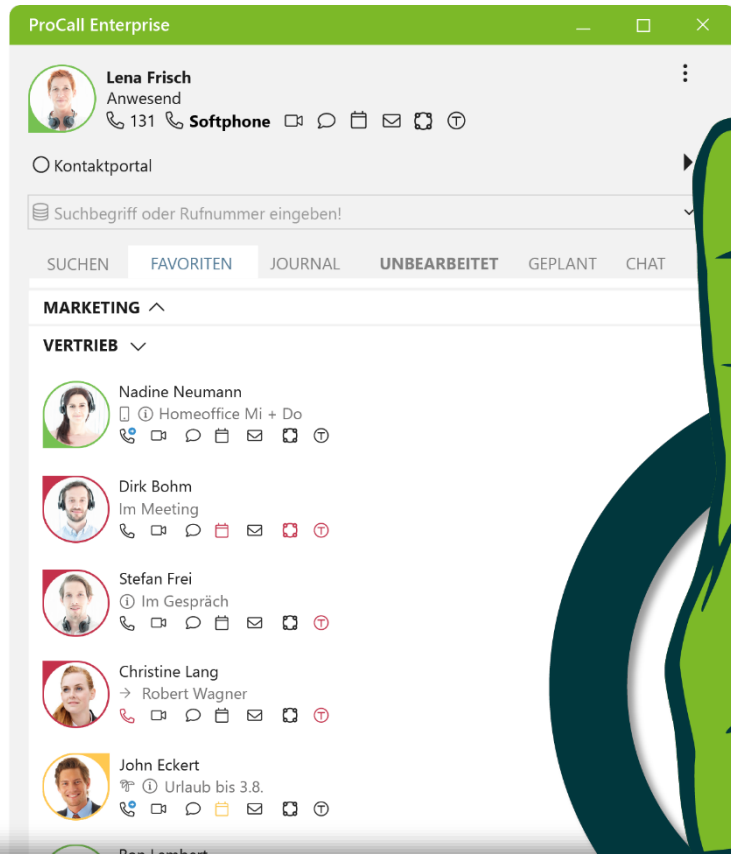 ProCall Enterprise
Lena Frisch
Anwesend
131 Softphone
Kontaktportal
Suchbegriff oder Rufnummer eingeben!
SUCHEN FAVORITEN JOURNAL UNBEARBEITET GEPLANT CHAT
MARKETING
VERTRIEB
Nadine Neumann
Homeoffice Mi + Do
Dirk Bohm
Im Meeting
Stefan Frei
Im Gespräch
Christine Lang
→ Robert Wagner
John Eckert
Urlaub bis 3.8.